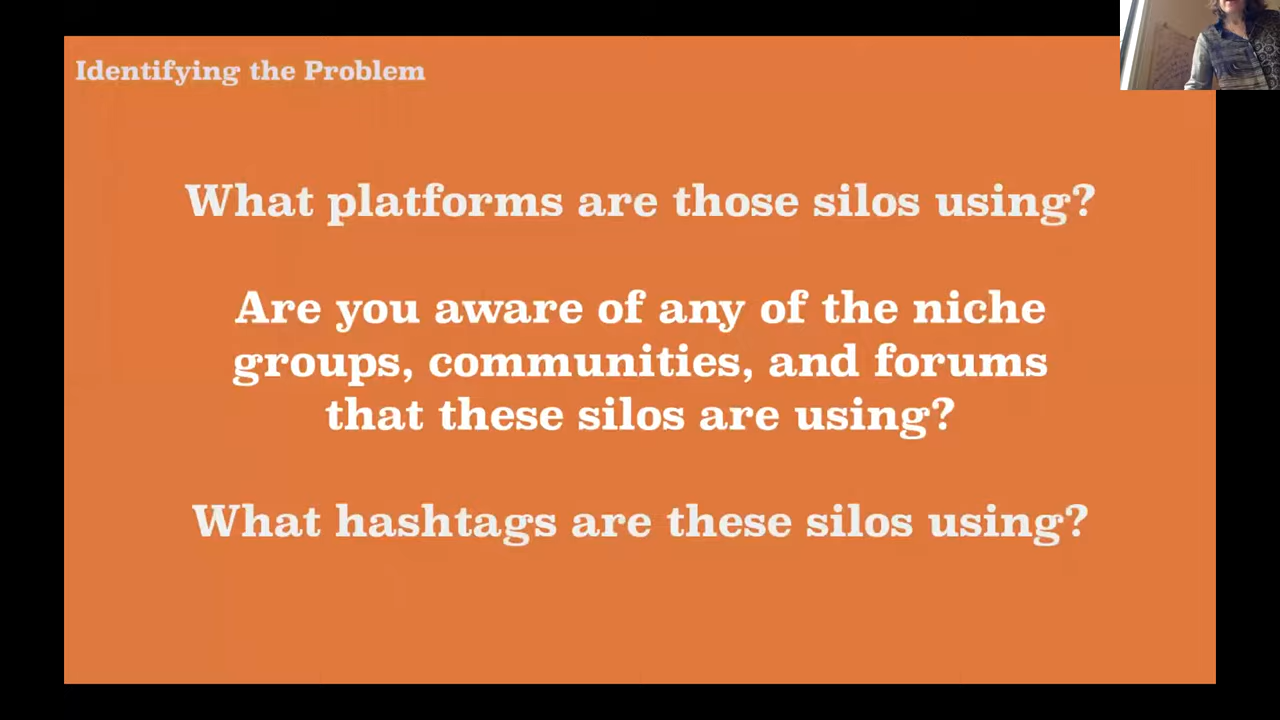 Identifying the Problem
What platforms are those silos using?
Are you aware of any of the niche
groups, communities, and forums
that these silos are using?
What hashtags are these silos using?